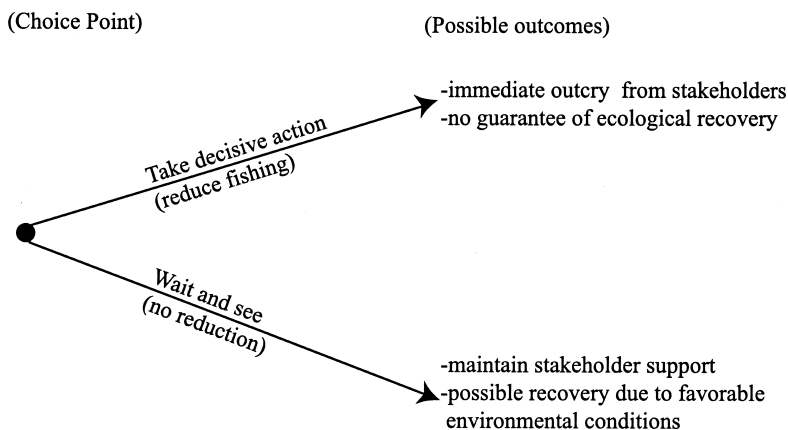 (Choice Point)
(Possible outcomes)
-immediate outcry from stakeholders
-no guarantee of ecological recovery
Take decisive action
(reduce fishing)
Wait and see
(no reduction)
-maintain stakeholder support
-possible recovery due to favorable
environmental conditions